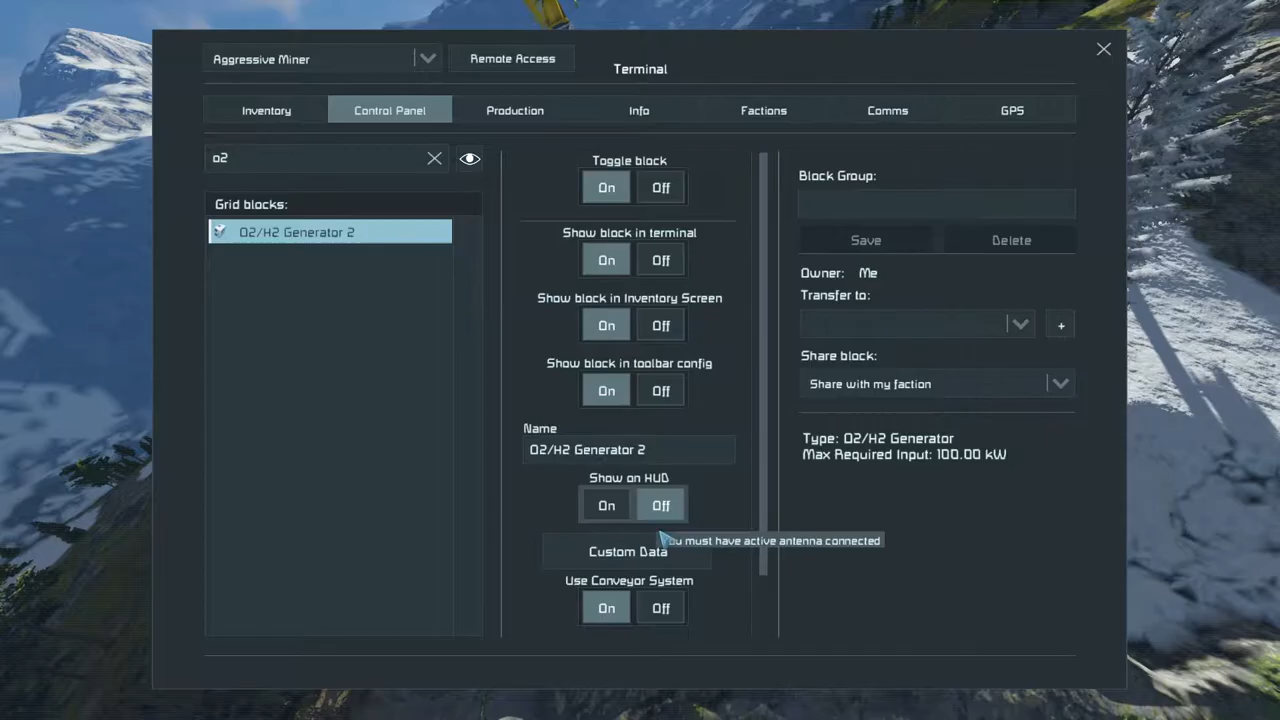 Aggressive Miner
Remote Access
Terminal
Inventory
Control Panel
Production
Info
Factions
Comms
GPS
o2
Grid blocks:
O2/H2 Generator 2
Toggle block
On Off
Show block in terminal
On Off
Show block in Inventory Screen
On Off
Show block in toolbar config
On Off
Name
O2/H2 Generator 2
Show on HUD
On Off
You must have active antenna connected
Custom Data
Use Conveyor System
On Off
Block Group:
Save
Delete
Owner: Me
Transfer to:
+
Share block:
Share with my faction
Type: O2/H2 Generator
Max Required Input: 100.00 kW